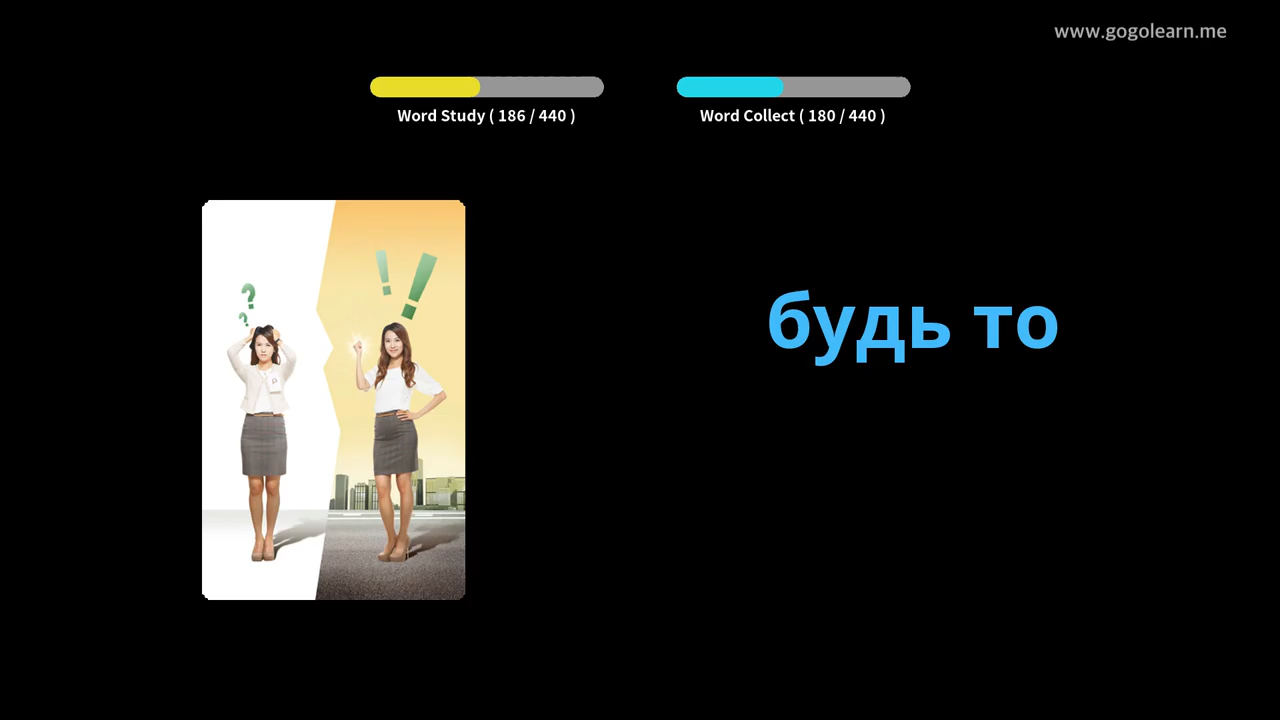 www.gogolearn.me
Word Study ( 186 / 440 )
Word Collect ( 180 / 440 )
? ?
! !
будь то